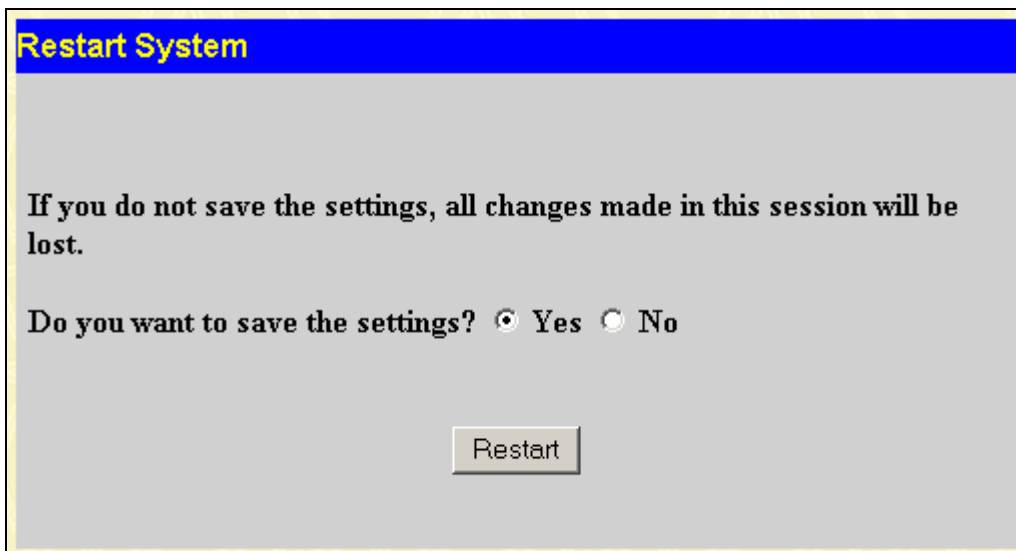 Restart System
If you do not save the settings, all changes made in this session will be
lost.
Do you want to save the settings? Yes No
Restart